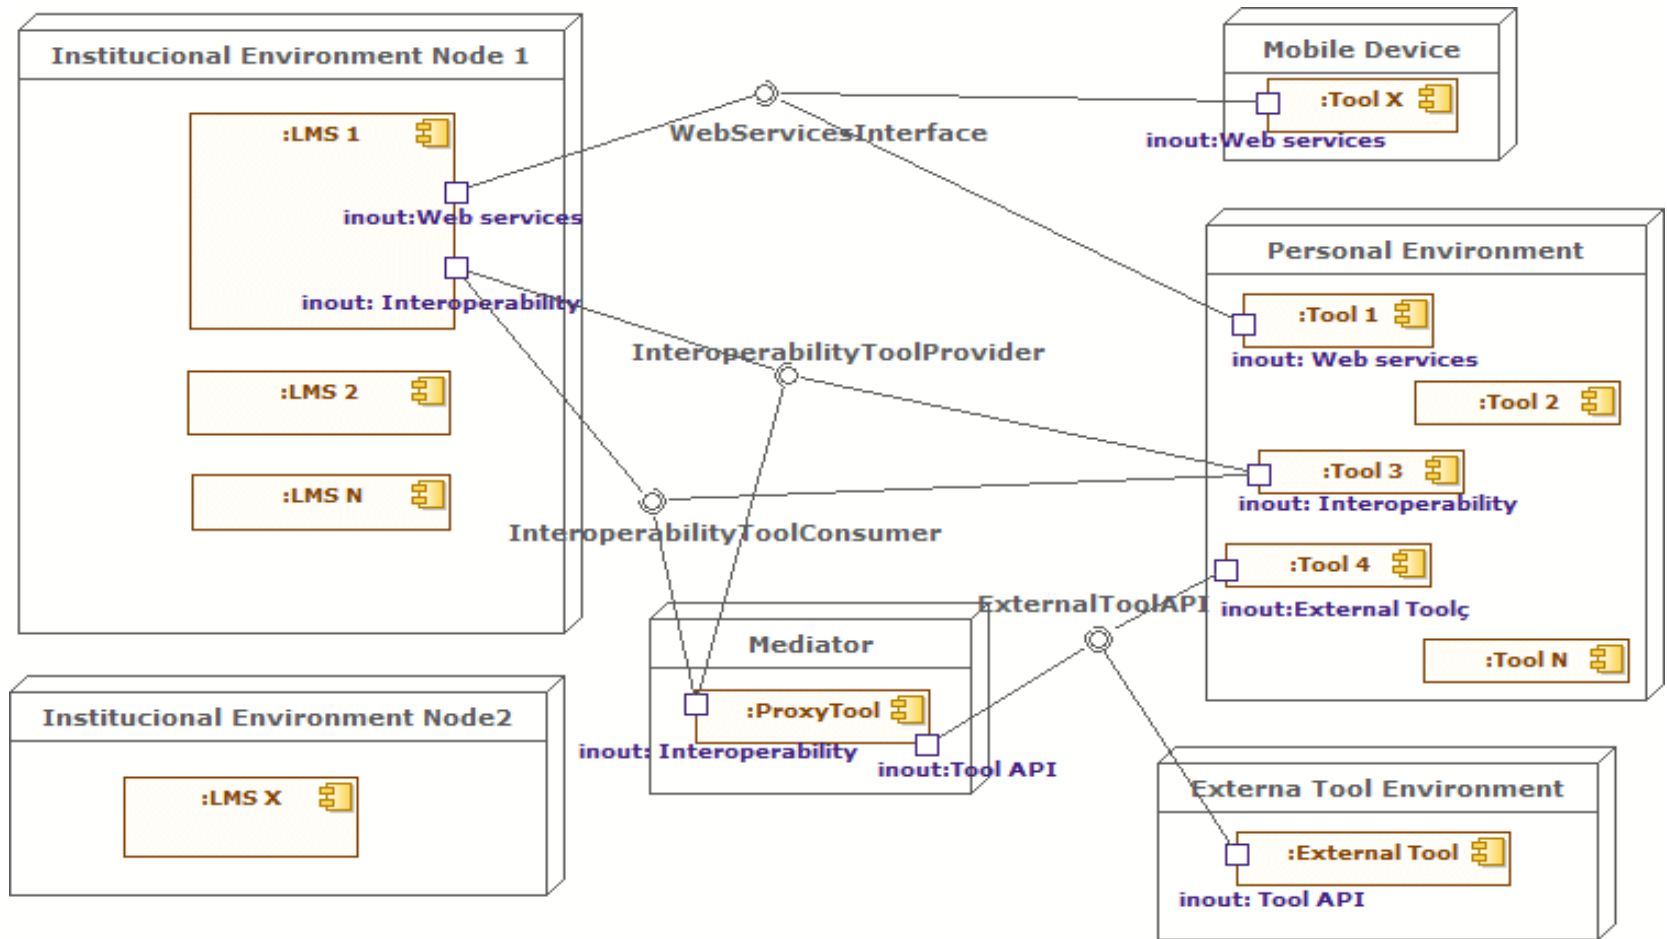 Institucional Environment Node 1
:LMS 1
inout:Web services
inout: Interoperability
:LMS 2
:LMS N
WebServicesInterface
Mobile Device
:Tool X
inout:Web services
Personal Environment
:Tool 1
inout: Web services
:Tool 2
:Tool 3
inout: Interoperability
:Tool 4
inout:External Toolç
:Tool N
InteroperabilityToolProvider
InteroperabilityToolConsumer
ExternalToolAPI
Mediator
:ProxyTool
inout: Interoperability
inout:Tool API
Institucional Environment Node2
:LMS X
Externa Tool Environment
:External Tool
inout: Tool API